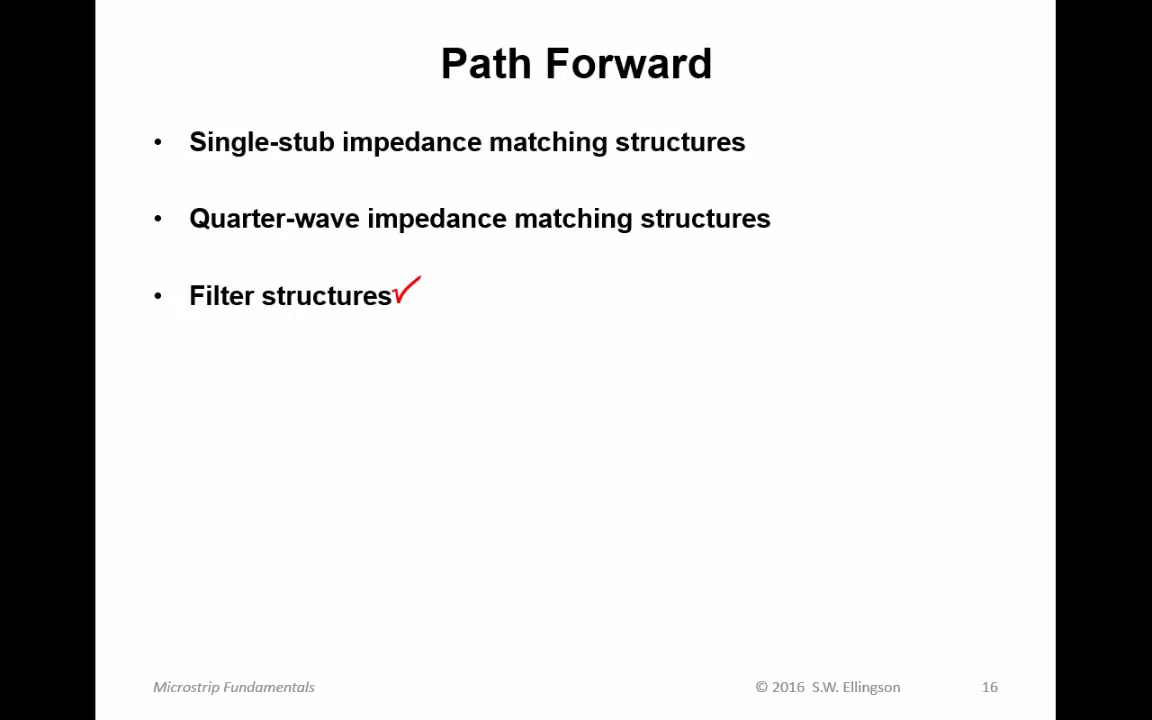 Path Forward
• Single-stub impedance matching structures
• Quarter-wave impedance matching structures
• Filter structures✓
Microstrip Fundamentals © 2016 S.W. Ellingson 16